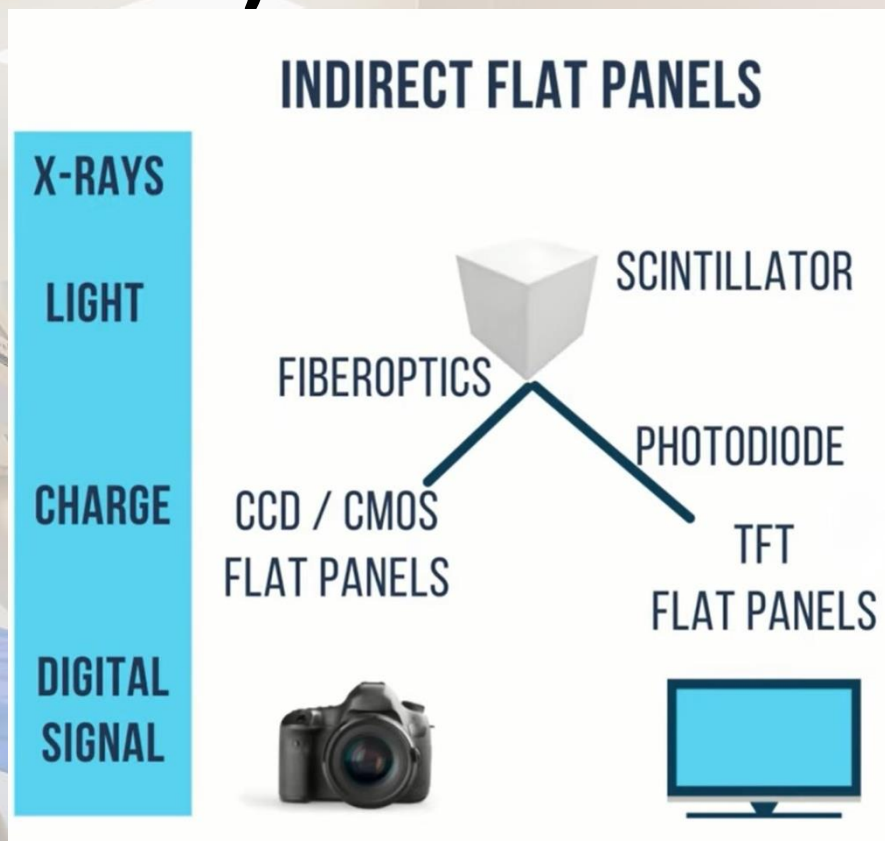 INDIRECT FLAT PANELS
X-RAYS
LIGHT
CHARGE
DIGITAL
SIGNAL
SCINTILLATOR
FIBEROPTICS
PHOTODIODE
CCD / CMOS
FLAT PANELS
TFT
FLAT PANELS